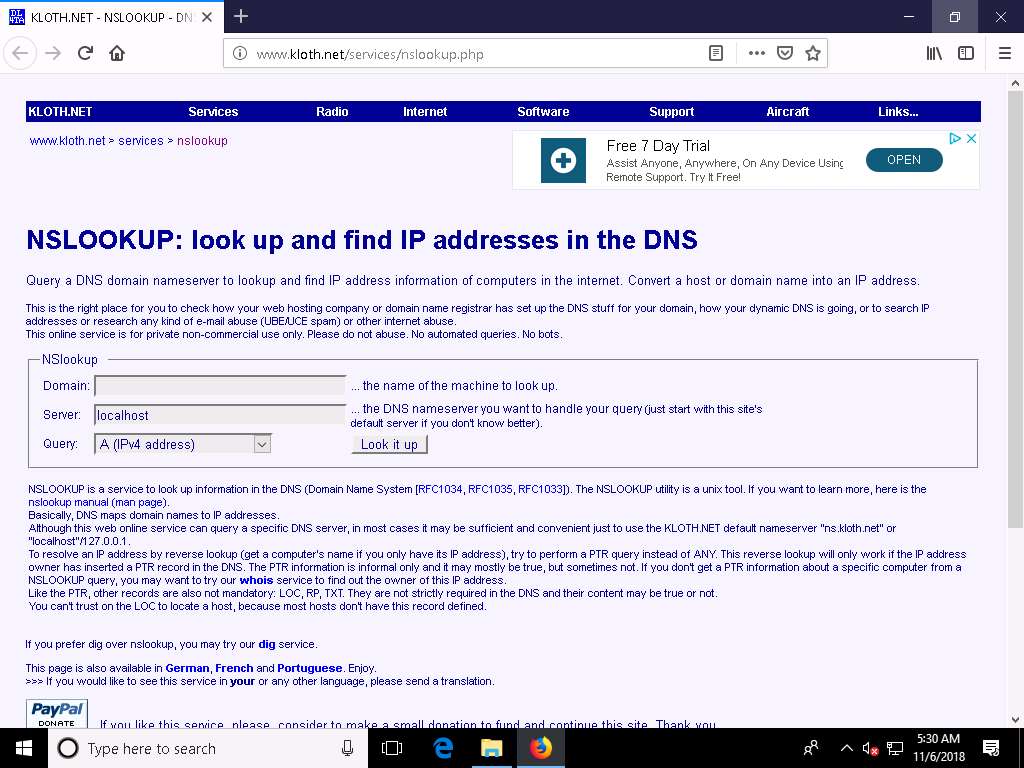 KLOTH.NET - NSLOOKUP - DN
www.kloth.net/services/nslookup.php
KLOTH.NET Services Radio Internet Software Support Aircraft Links...
www.kloth.net > services > nslookup
Free 7 Day Trial
Assist Anyone, Anywhere, On Any Device Using
Remote Support. Try It Free!
OPEN
NSLOOKUP: look up and find IP addresses in the DNS
Query a DNS domain nameserver to lookup and find IP address information of computers in the internet. Convert a host or domain name into an IP address.
This is the right place for you to check how your web hosting company or domain name registrar has set up the DNS stuff for your domain, how your dynamic DNS is going, or to search IP
addresses or research any kind of e-mail abuse (UBE/UCE spam) or other internet abuse.
This online service is for private non-commercial use only. Please do not abuse. No automated queries. No bots.
NSlookup
Domain: ... the name of the machine to look up.
Server: localhost ... the DNS nameserver you want to handle your query (just start with this site's
default server if you don't know better).
Query: A (IPv4 address) Look it up
NSLOOKUP is a service to look up information in the DNS (Domain Name System [RFC1034, RFC1035, RFC1033]). The NSLOOKUP utility is a unix tool. If you want to learn more, here is the
nslookup manual (man page).
Basically, DNS maps domain names to IP addresses.
Although this web online service can query a specific DNS server, in most cases it may be sufficient and convenient just to use the KLOTH.NET default nameserver "ns.kloth.net" or
"localhost"/127.0.0.1.
To resolve an IP address by reverse lookup (get a computer's name if you only have its IP address), try to perform a PTR query instead of ANY. This reverse lookup will only work if the IP address
owner has inserted a PTR record in the DNS. The PTR information is informal only and it may mostly be true, but sometimes not. If you don't get a PTR information about a specific computer from a
NSLOOKUP query, you may want to try our whois service to find out the owner of this IP address.
Like the PTR, other records are also not mandatory: LOC, RP, TXT. They are not strictly required in the DNS and their content may be true or not.
You can't trust on the LOC to locate a host, because most hosts don't have this record defined.
If you prefer dig over nslookup, you may try our dig service.
This page is also available in German, French and Portuguese. Enjoy.
>>> If you would like to see this service in your or any other language, please send a translation.
PayPal
DONATE
If you like this service, please, consider to make a small donation to fund and continue this site. Thank you
Type here to search
5:30 AM
11/6/2018